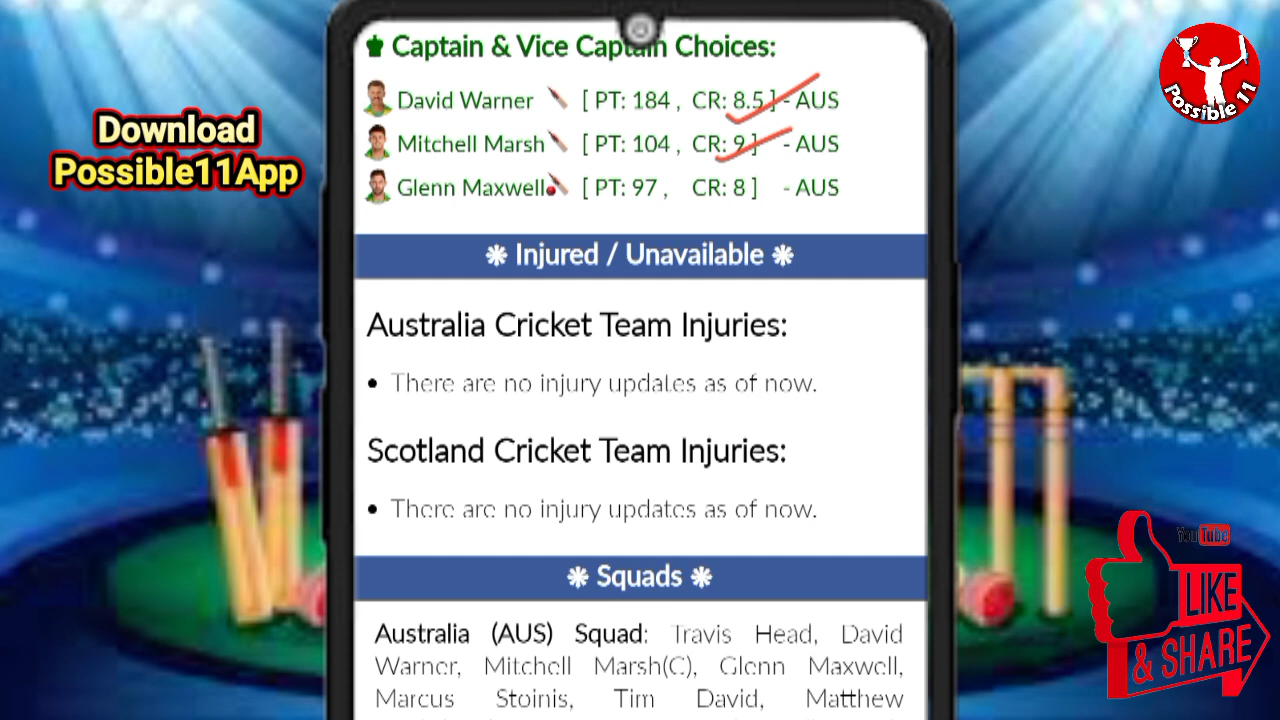 Captain & Vice Captain Choices:
David Warner [ PT: 184 , CR: 8.5 ] - AUS
Mitchell Marsh [ PT: 104 , CR: 9 ] - AUS
Glenn Maxwell [ PT: 97 , CR: 8 ] - AUS
Download
Possible11App
Possible 11
Injured / Unavailable
Australia Cricket Team Injuries:
• There are no injury updates as of now.
Scotland Cricket Team Injuries:
• There are no injury updates as of now.
Squads
Australia (AUS) Squad: Travis Head, David
Warner, Mitchell Marsh(C), Glenn Maxwell,
Marcus Stoinis, Tim David, Matthew
YouTube
LIKE
& SHARE